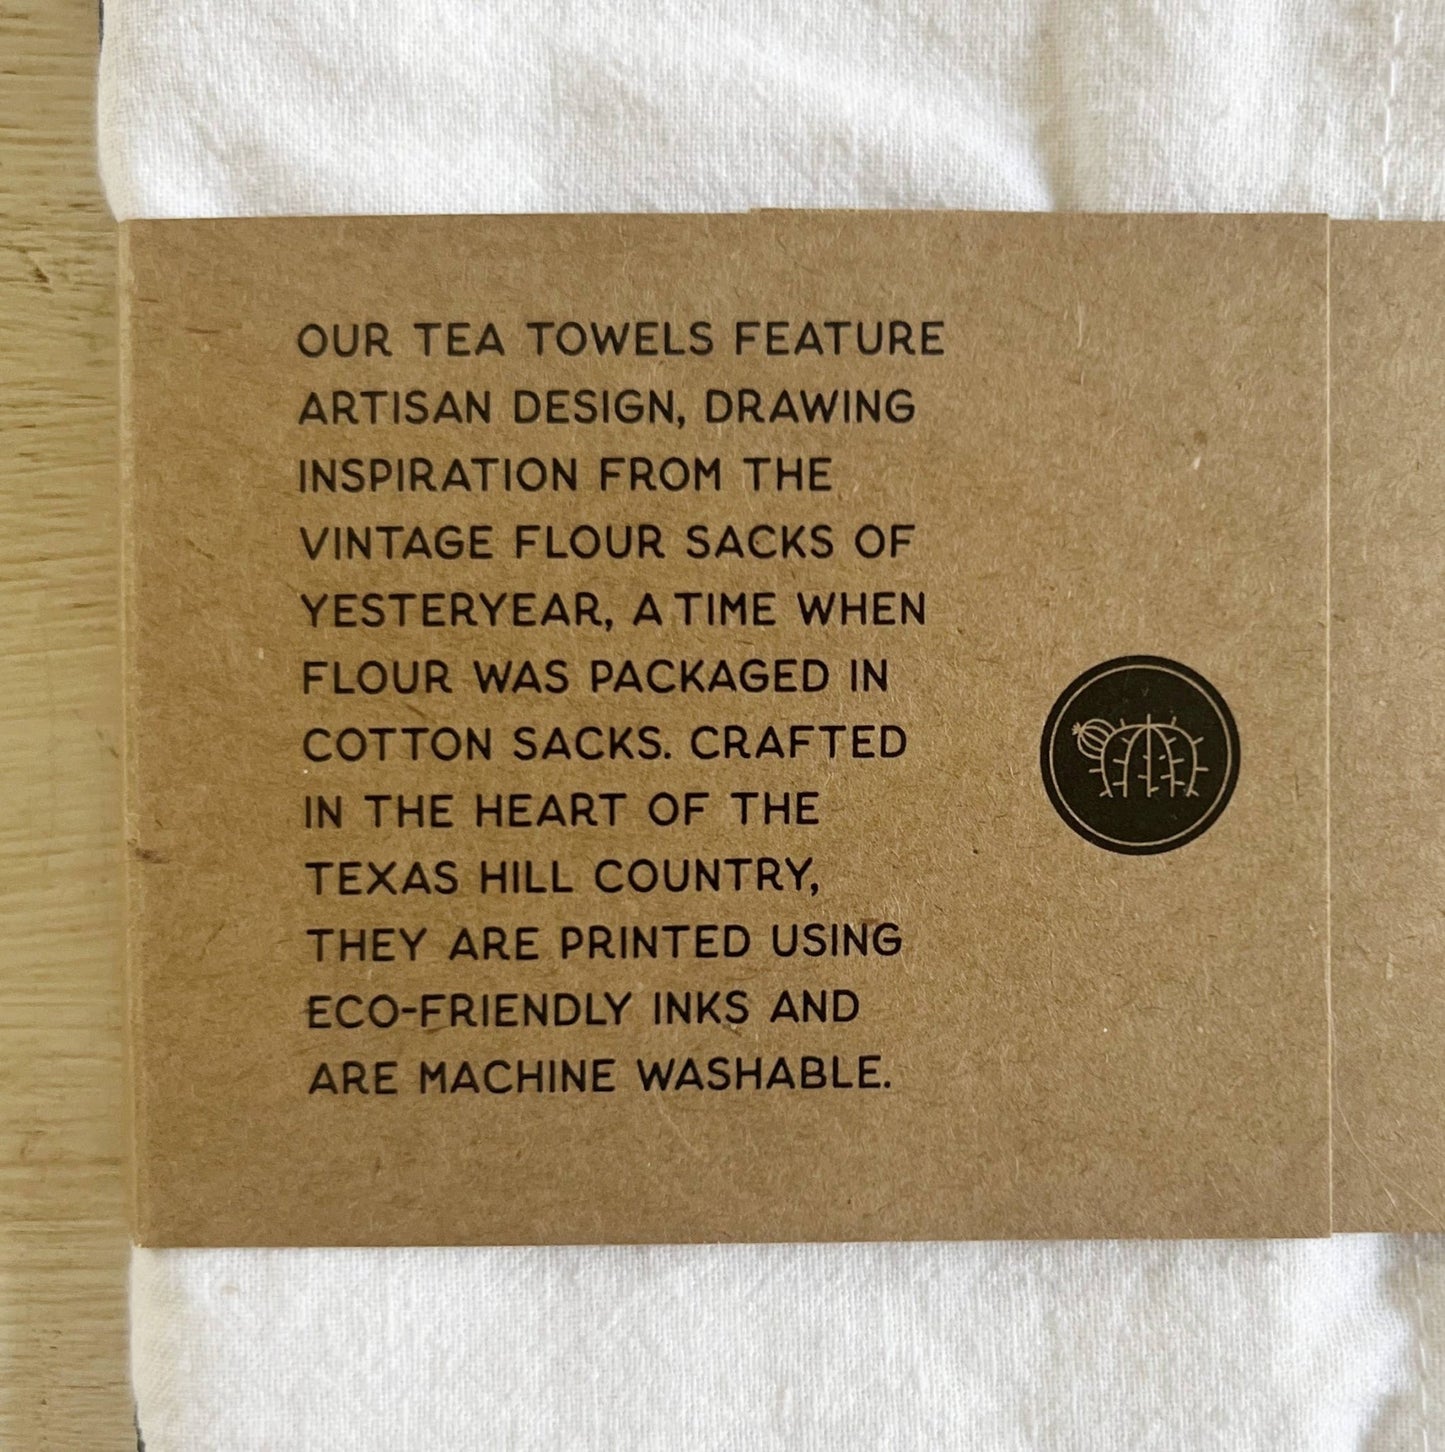 OUR TEA TOWELS FEATURE
ARTISAN DESIGN, DRAWING
INSPIRATION FROM THE
VINTAGE FLOUR SACKS OF
YESTERYEAR, A TIME WHEN
FLOUR WAS PACKAGED IN
COTTON SACKS. CRAFTED
IN THE HEART OF THE
TEXAS HILL COUNTRY,
THEY ARE PRINTED USING
ECO-FRIENDLY INKS AND
ARE MACHINE WASHABLE.